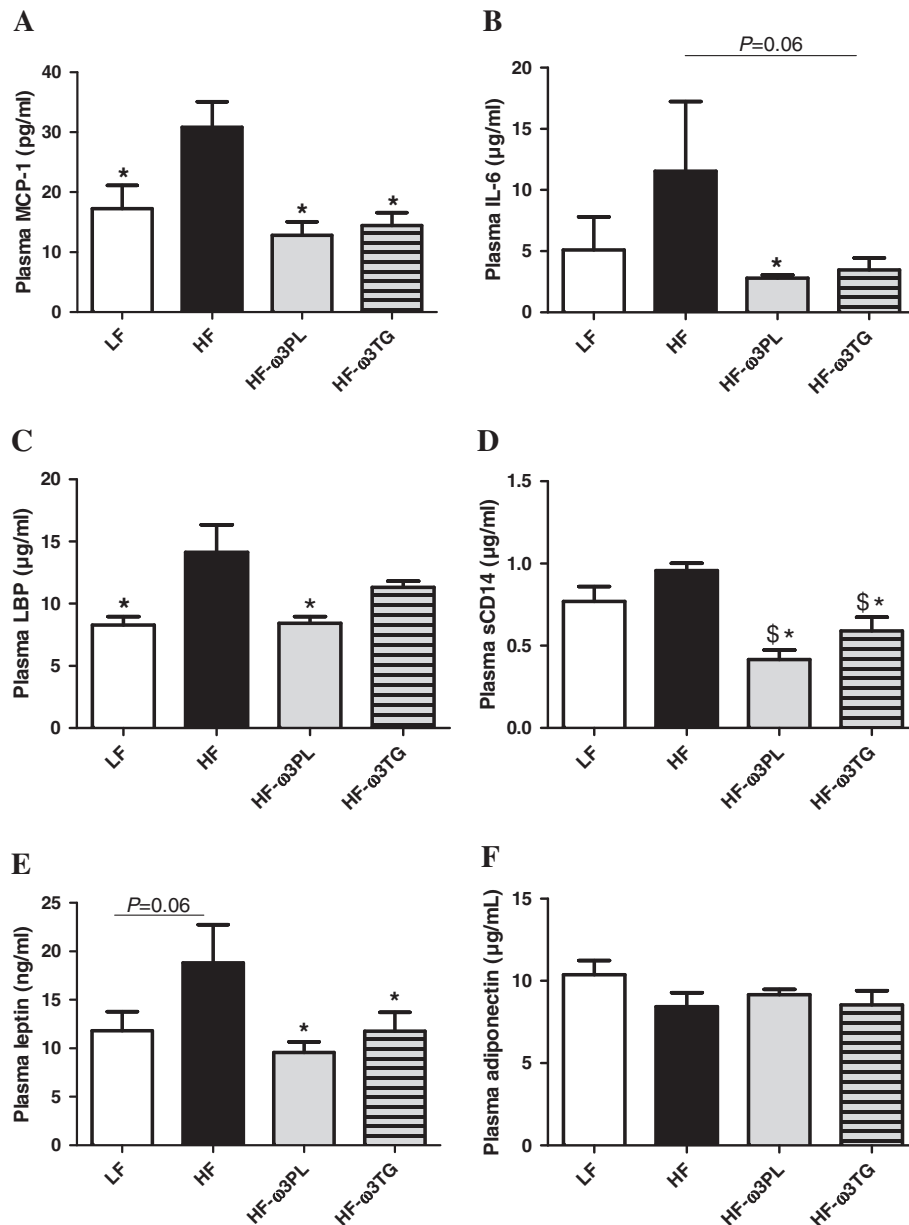 A
Plasma MCP-1 (pg/ml)
40
30
20
10
0
*
*
*
LF
HF
HF-ω3PL
HF-ω3TG
B
P=0.06
Plasma IL-6 (µg/ml)
20
15
10
5
0
*
LF
HF
HF-ω3PL
HF-ω3TG
C
Plasma LBP (µg/ml)
20
15
10
5
0
*
*
LF
HF
HF-ω3PL
HF-ω3TG
D
Plasma sCD14 (µg/ml)
1.5
1.0
0.5
0.0
$ *
$ *
LF
HF
HF-ω3PL
HF-ω3TG
E
P=0.06
Plasma leptin (ng/ml)
25
20
15
10
5
0
*
*
LF
HF
HF-ω3PL
HF-ω3TG
F
Plasma adiponectin (µg/mL)
15
10
5
0
LF
HF
HF-ω3PL
HF-ω3TG